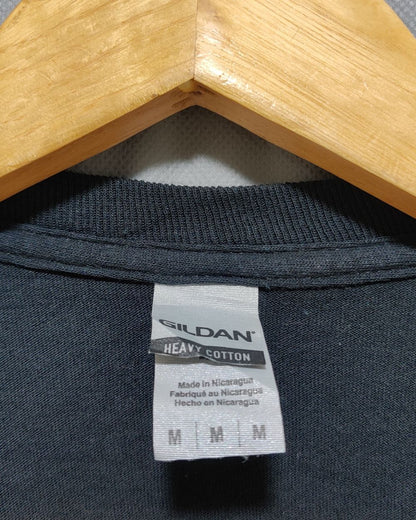 GILDAN
HEAVY COTTON
Made in Nicaragua
Fabriqué au Nicaragua
Hecho en Nicaragua
M | M | M